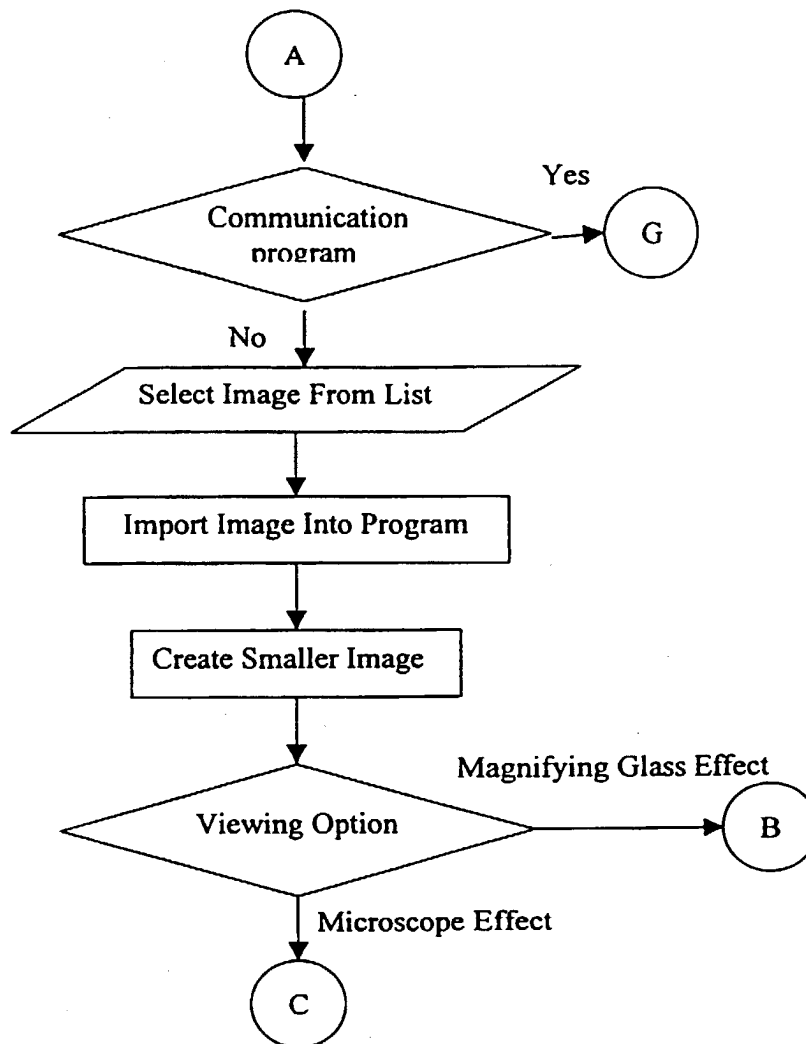 A
Yes
Communication
program
G
No
Select Image From List
Import Image Into Program
Create Smaller Image
Magnifying Glass Effect
Viewing Option
B
Microscope Effect
C